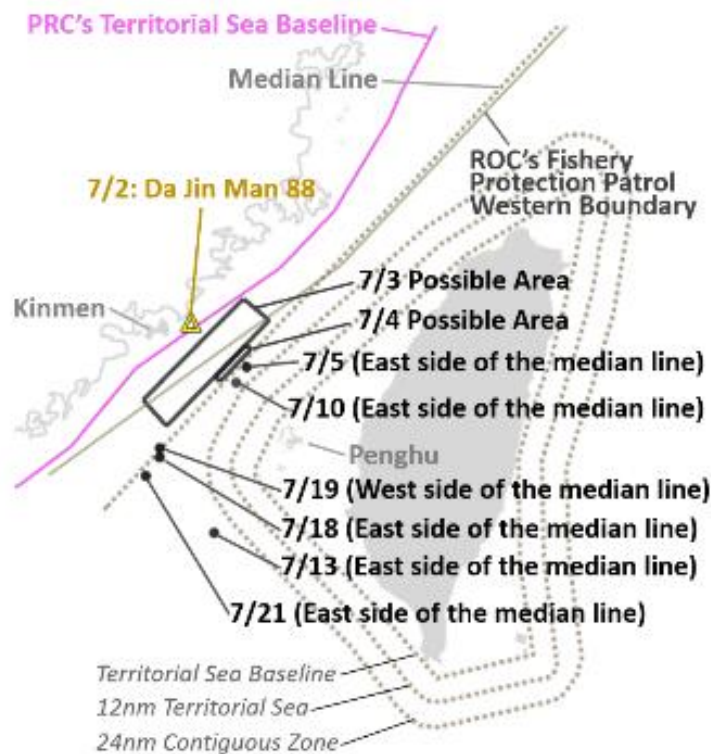 PRC's Territorial Sea Baseline
Median Line
ROC's Fishery
Protection Patrol
Western Boundary
7/2: Da Jin Man 88
7/3 Possible Area
Kinmen
7/4 Possible Area
7/5 (East side of the median line)
7/10 (East side of the median line)
Penghu
7/19 (West side of the median line)
7/18 (East side of the median line)
7/13 (East side of the median line)
7/21 (East side of the median line)
Territorial Sea Baseline
12nm Territorial Sea
24nm Contiguous Zone